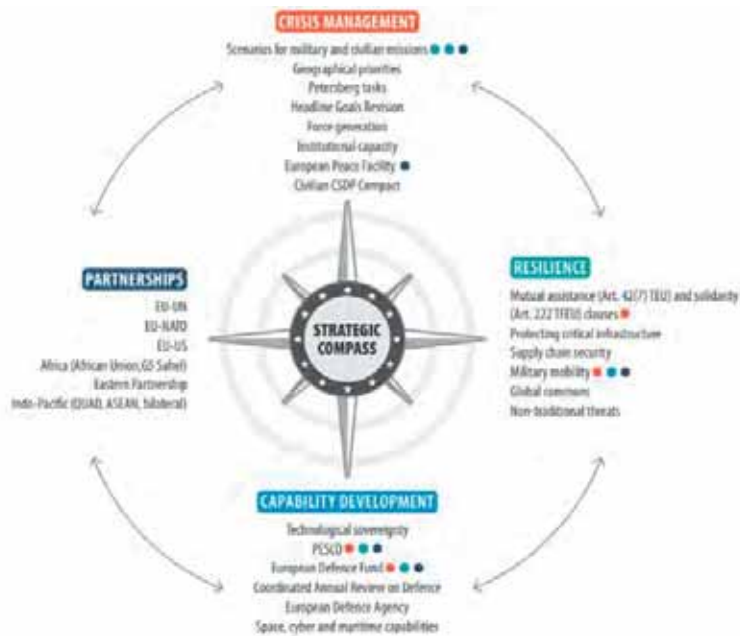 CRISIS MANAGEMENT
Scenarios for military and civilian missions
Geographical priorities
Petersberg tasks
Headline Goals Revision
Force generation
Institutional capacity
European Peace Facility
Civilian CSDP Compact
PARTNERSHIPS
EU-UN
EU-NATO
EU-US
Africa (African Union, G5 Sahel)
Eastern Partnership
Indo-Pacific (QUAD, ASEAN, bilateral)
STRATEGIC
COMPASS
RESILIENCE
Mutual assistance (Art. 42(7) TEU) and solidarity
(Art. 222 TFEU) clauses
Protecting critical infrastructure
Supply chain security
Military mobility
Global commons
Non-traditional threats
CAPABILITY DEVELOPMENT
Technological sovereignty
PESCO
European Defence Fund
Coordinated Annual Review on Defence
European Defence Agency
Space, cyber and maritime capabilities